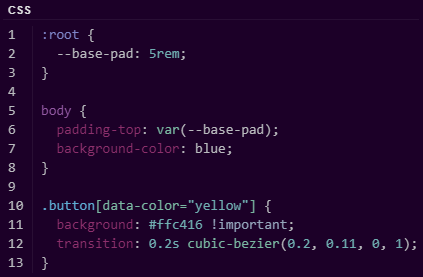 CSS
1 :root {
2   --base-pad: 5rem;
3 }
4
5 body {
6   padding-top: var(--base-pad);
7   background-color: blue;
8 }
9
10 .button[data-color="yellow"] {
11   background: #ffc416 !important;
12   transition: 0.2s cubic-bezier(0.2, 0.11, 0, 1);
13 }